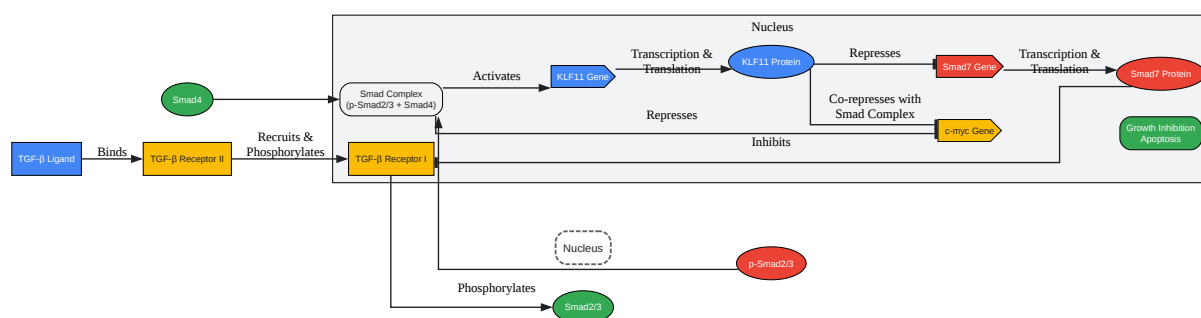 Nucleus
Transcription &
Translation
Represses
Transcription &
Translation
KLF11 Protein
Smad7 Gene
Smad7 Protein
Activates
KLF11 Gene
Smad4
Smad Complex
(p-Smad2/3 + Smad4)
Co-represses with
Smad Complex
Represses
c-myc Gene
Growth Inhibition
Apoptosis
Inhibits
TGF-β Ligand
Binds
TGF-β Receptor II
Recruits &
Phosphorylates
TGF-β Receptor I
Nucleus
p-Smad2/3
Phosphorylates
Smad2/3